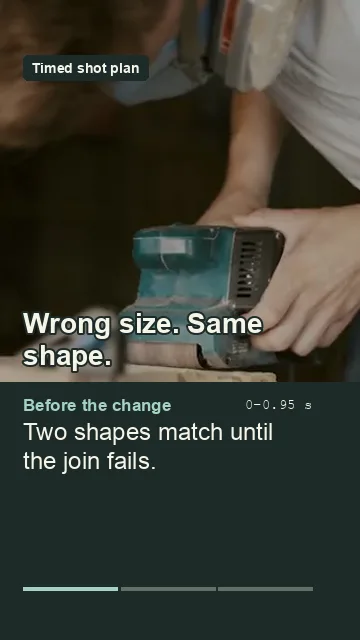 Timed shot plan
Wrong size. Same
shape.
Before the change
0–0.95 s
Two shapes match until
the join fails.